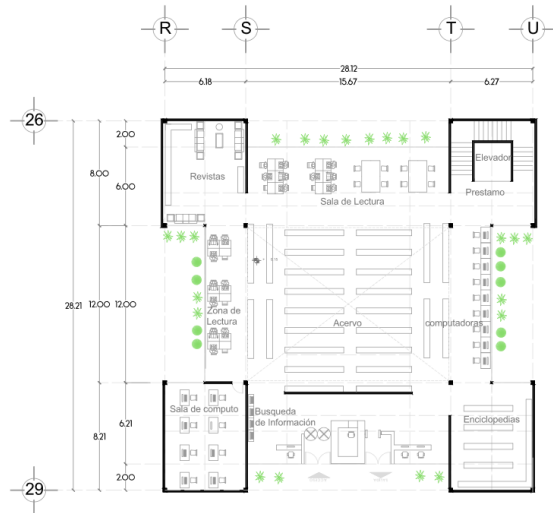 R
S
T
U
28.12
6.18
15.67
6.27
26
2.00
8.00
6.00
Revistas
Elevador
Prestamo
Sala de Lectura
28.21
12.00
12.00
Zona de
Lectura
Acervo
computadoras
Sala de computo
Busqueda
de Información
Enciclopedias
8.21
6.21
2.00
29